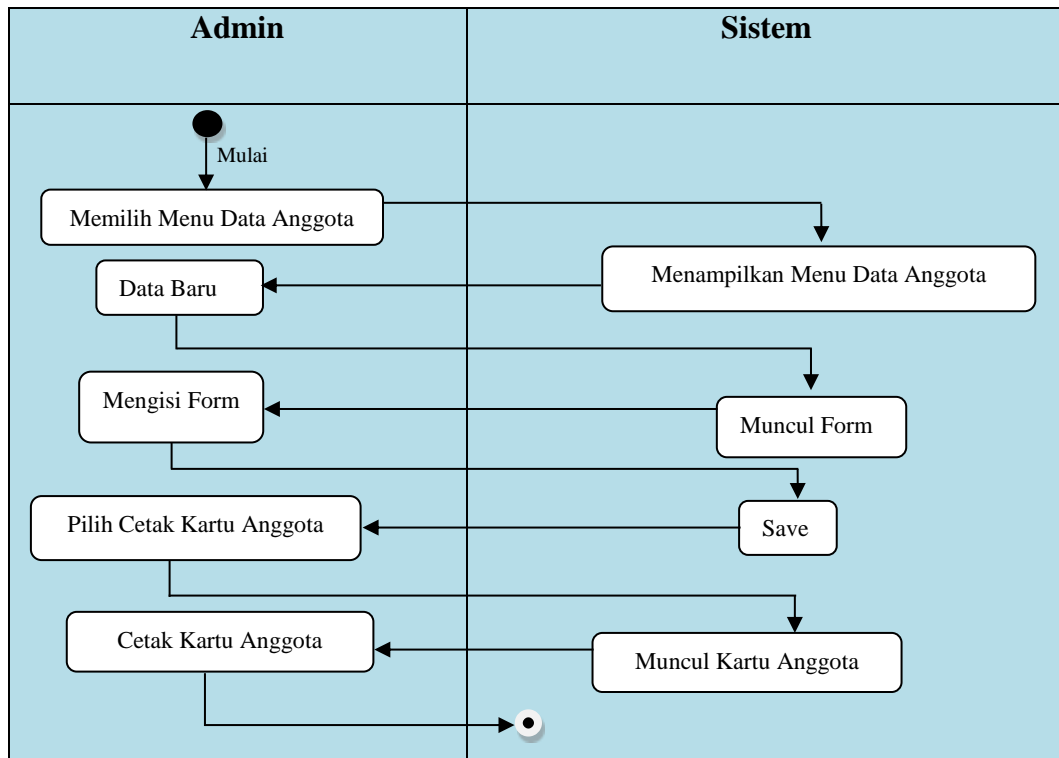 Admin
Sistem
Mulai
Memilih Menu Data Anggota
Menampilkan Menu Data Anggota
Data Baru
Mengisi Form
Muncul Form
Pilih Cetak Kartu Anggota
Save
Cetak Kartu Anggota
Muncul Kartu Anggota